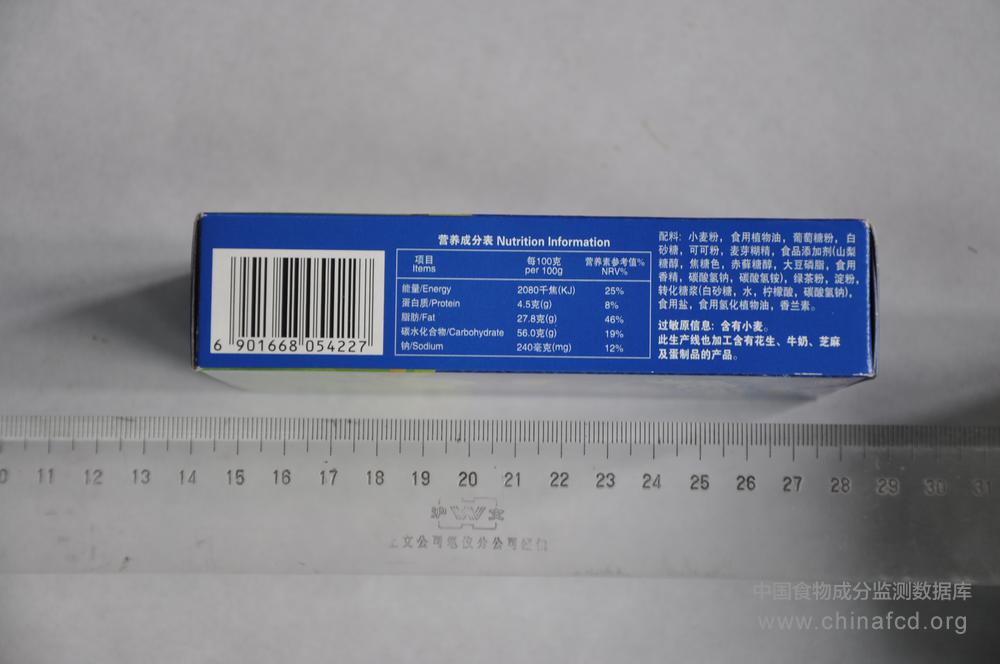 营养成分表 Nutrition Information
项目 每100克 营养素参考值%
Items per 100g NRV%
能量/Energy 2080千焦(KJ) 25%
蛋白质/Protein 4.5克(g) 8%
脂肪/Fat 27.8克(g) 46%
碳水化合物/Carbohydrate 56.0克(g) 19%
钠/Sodium 240毫克(mg) 12%
6 901668 054227
配料: 小麦粉, 食用植物油, 葡萄糖粉, 白
砂糖, 可可粉, 麦芽糊精, 食品添加剂(山梨
糖醇, 焦糖色, 赤藓糖醇, 大豆磷脂, 食用
香精, 碳酸氢钠, 碳酸氢铵), 绿茶粉, 淀粉,
转化糖浆(白砂糖, 水, 柠檬酸, 碳酸氢钠),
食用盐, 食用氢化植物油, 香兰素。
过敏原信息: 含有小麦。
此生产线也加工含有花生、牛奶、芝麻
及蛋制品的产品。
0 11 12 13 14 15 16 17 18 19 20 21 22 23 24 25 26 27 28 29 30 31
沪 W 文
文公司笔仪分公司
中国食物成分监测数据库
www.chinafcd.org